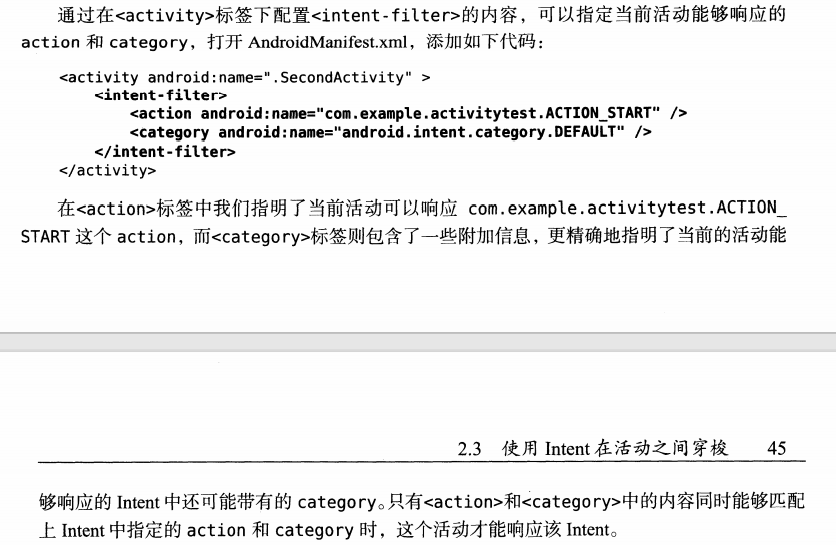 通过在<activity>标签下配置<intent-filter>的内容，可以指定当前活动能够响应的
action 和 category，打开 AndroidManifest.xml，添加如下代码：
<activity android:name=".SecondActivity" >
<intent-filter>
<action android:name="com.example.activitytest.ACTION_START" />
<category android:name="android.intent.category.DEFAULT" />
</intent-filter>
</activity>
在<action>标签中我们指明了当前活动可以响应 com.example.activitytest.ACTION_
START 这个 action，而<category>标签则包含了一些附加信息，更精确地指明了当前的活动能
2.3 使用 Intent 在活动之间穿梭 45
够响应的 Intent 中还可能带有的 category。只有<action>和<category>中的内容同时能够匹配
上 Intent 中指定的 action 和 category 时，这个活动才能响应该 Intent。